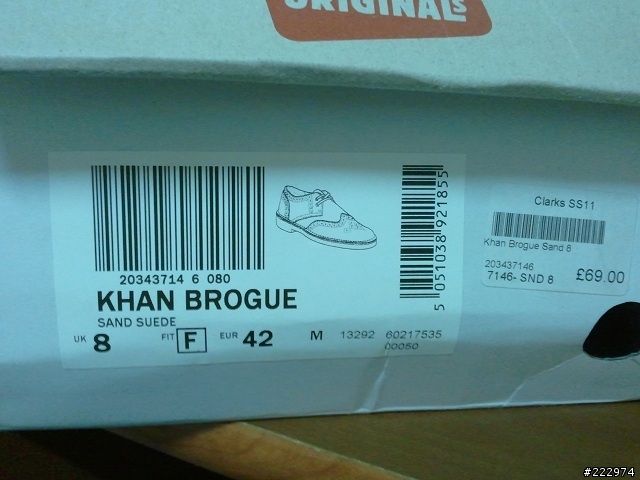 ORIGINALS
20343714 6 080
KHAN BROGUE
SAND SUEDE
UK 8 FIT F EUR 42 M 13292 60217535
00050
5 051038 921855
Clarks SS11
Khan Brogue Sand 8
203437146
7146- SND 8 £69.00
#222974